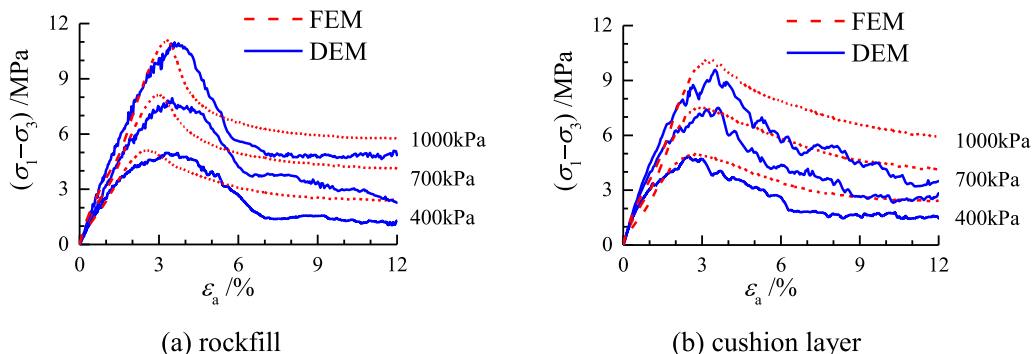 12
9
6
3
0
(σ₁−σ₃) /MPa
FEM
DEM
1000kPa
700kPa
400kPa
0 3 6 9 12
εₐ /%
(a) rockfill
12
9
6
3
0
(σ₁−σ₃) /MPa
FEM
DEM
1000kPa
700kPa
400kPa
0 3 6 9 12
εₐ /%
(b) cushion layer